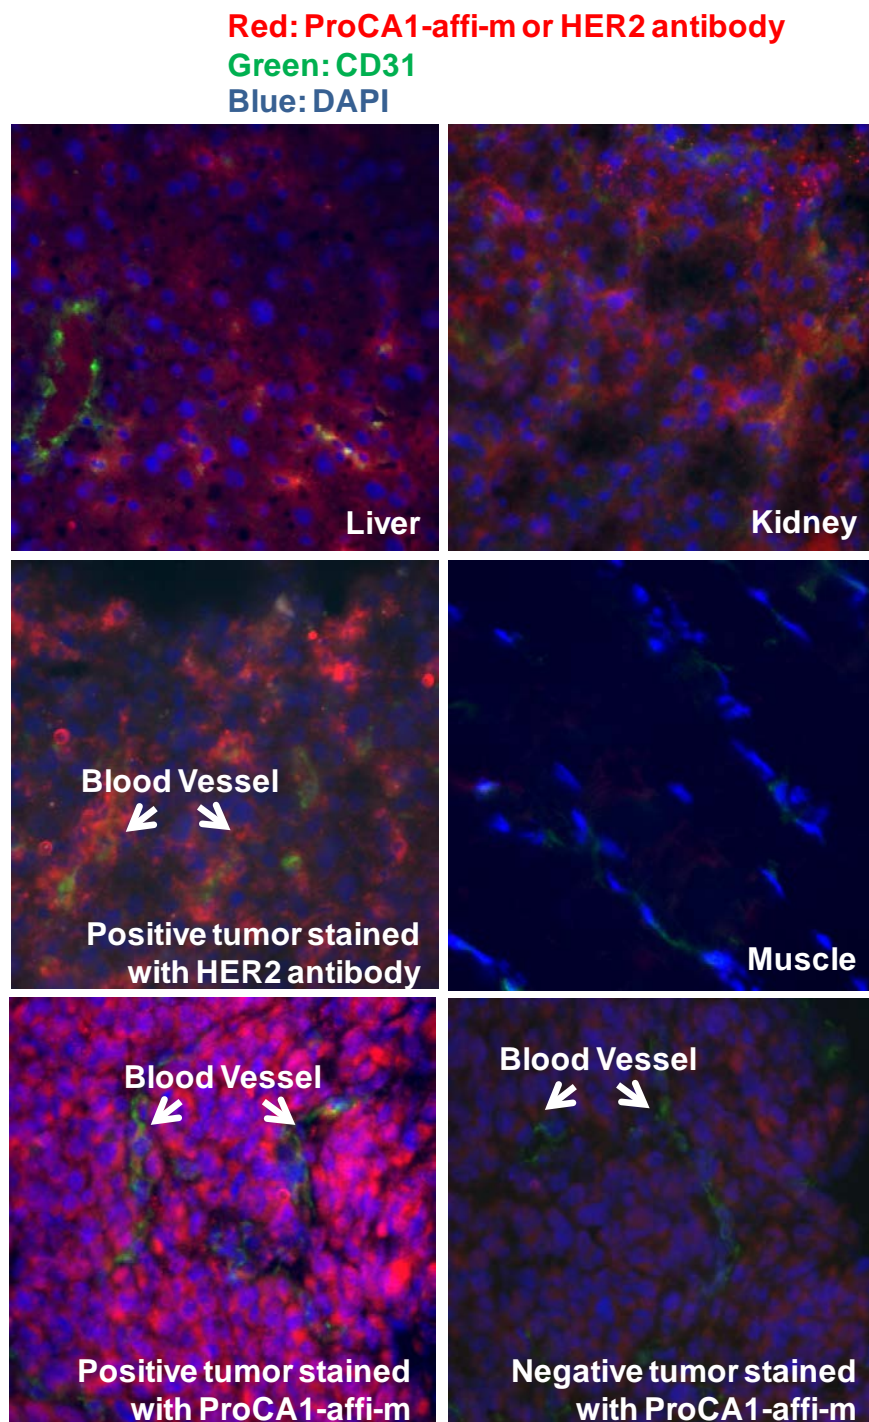 Red: ProCA1-affi-m or HER2 antibody
Green: CD31
Blue: DAPI
Liver
Kidney
Blood Vessel
Positive tumor stained
with HER2 antibody
Muscle
Blood Vessel
Positive tumor stained
with ProCA1-affi-m
Blood Vessel
Negative tumor stained
with ProCA1-affi-m